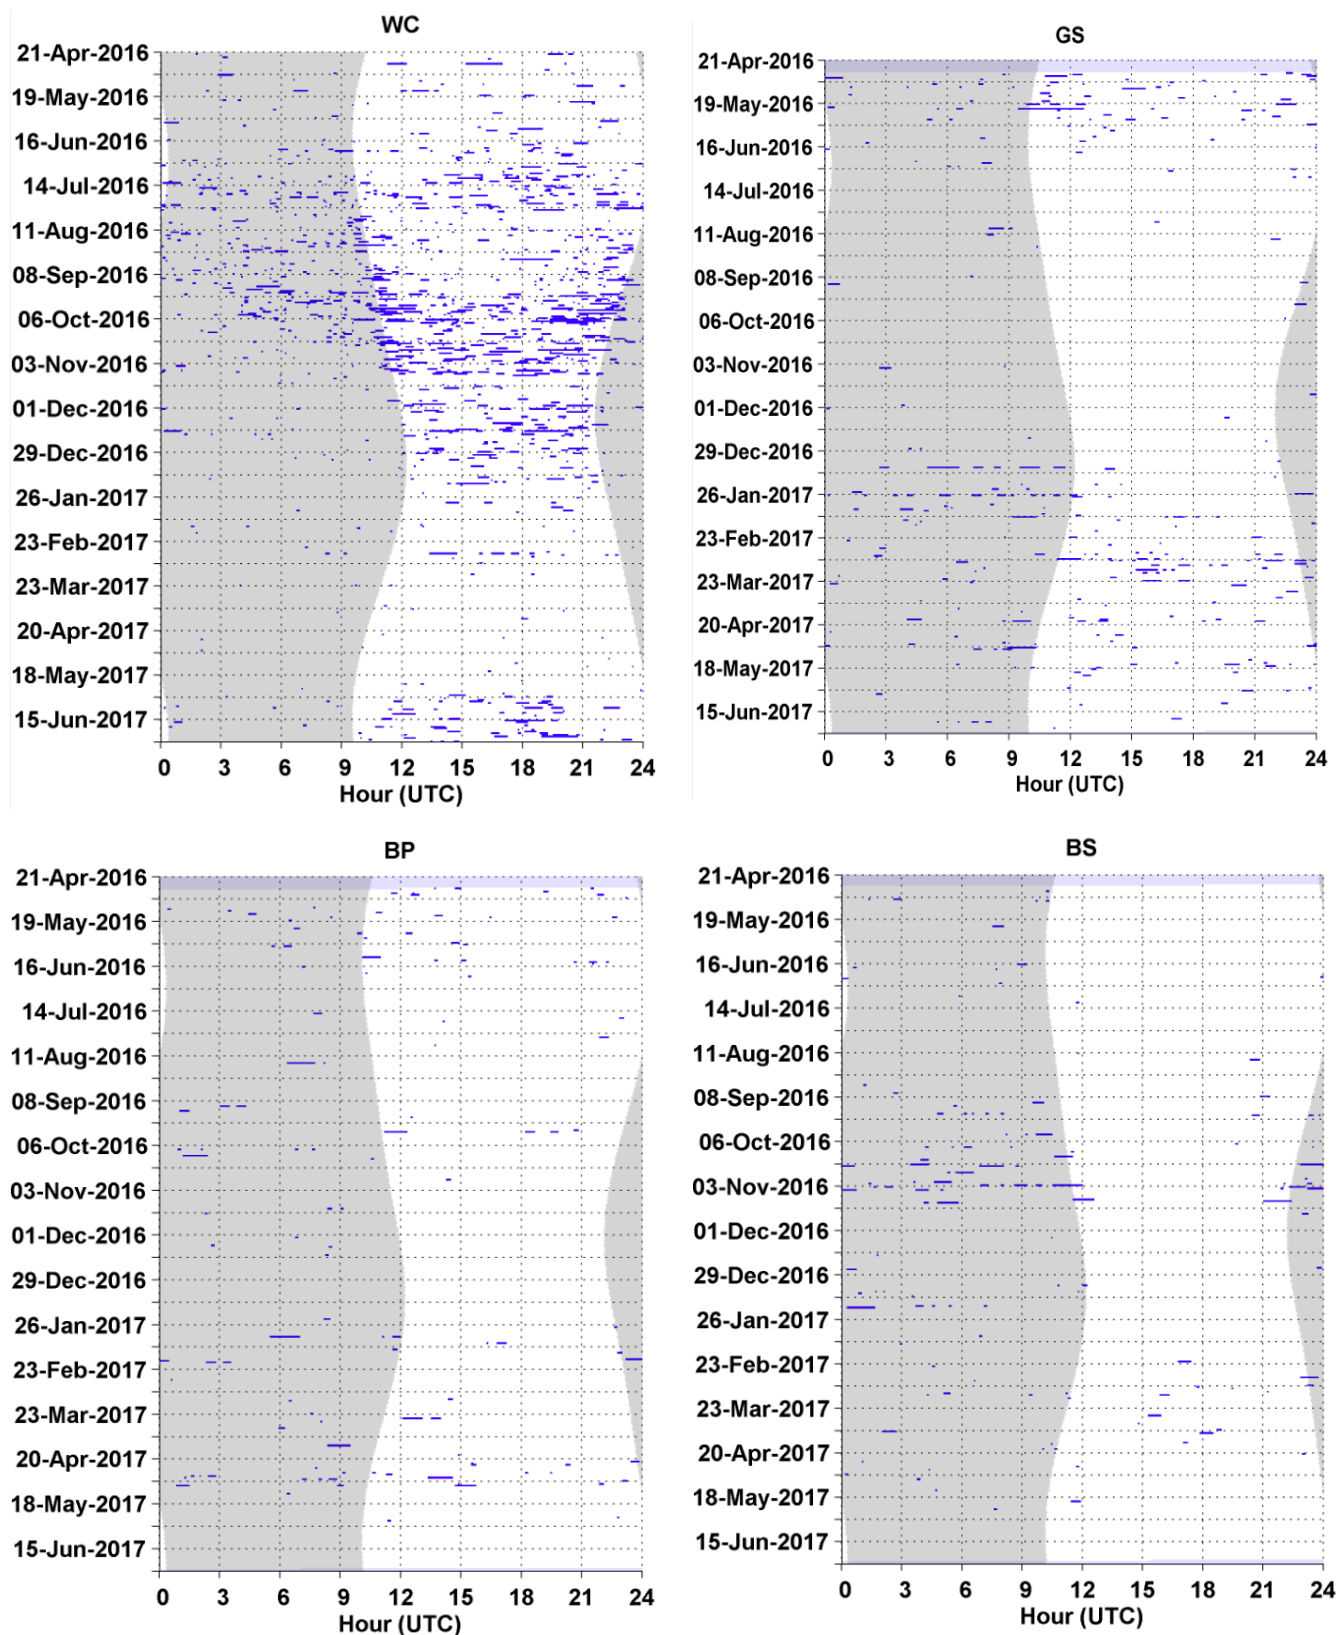 WC
21-Apr-2016
19-May-2016
16-Jun-2016
14-Jul-2016
11-Aug-2016
08-Sep-2016
06-Oct-2016
03-Nov-2016
01-Dec-2016
29-Dec-2016
26-Jan-2017
23-Feb-2017
23-Mar-2017
20-Apr-2017
18-May-2017
15-Jun-2017
0 3 6 9 12 15 18 21 24
Hour (UTC)
GS
21-Apr-2016
19-May-2016
16-Jun-2016
14-Jul-2016
11-Aug-2016
08-Sep-2016
06-Oct-2016
03-Nov-2016
01-Dec-2016
29-Dec-2016
26-Jan-2017
23-Feb-2017
23-Mar-2017
20-Apr-2017
18-May-2017
15-Jun-2017
0 3 6 9 12 15 18 21 24
Hour (UTC)
BP
21-Apr-2016
19-May-2016
16-Jun-2016
14-Jul-2016
11-Aug-2016
08-Sep-2016
06-Oct-2016
03-Nov-2016
01-Dec-2016
29-Dec-2016
26-Jan-2017
23-Feb-2017
23-Mar-2017
20-Apr-2017
18-May-2017
15-Jun-2017
0 3 6 9 12 15 18 21 24
Hour (UTC)
BS
21-Apr-2016
19-May-2016
16-Jun-2016
14-Jul-2016
11-Aug-2016
08-Sep-2016
06-Oct-2016
03-Nov-2016
01-Dec-2016
29-Dec-2016
26-Jan-2017
23-Feb-2017
23-Mar-2017
20-Apr-2017
18-May-2017
15-Jun-2017
0 3 6 9 12 15 18 21 24
Hour (UTC)